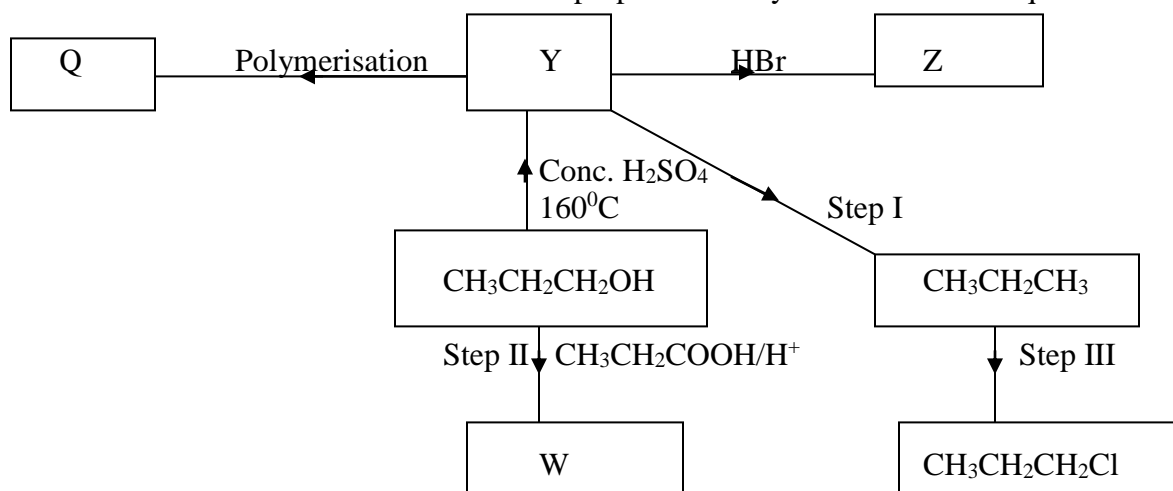 Q
Polymerisation
Y
HBr
Z
Conc. H₂SO₄
160⁰C
Step I
CH₃CH₂CH₂OH
CH₃CH₂CH₃
Step II
CH₃CH₂COOH/H⁺
Step III
W
CH₃CH₂CH₂Cl